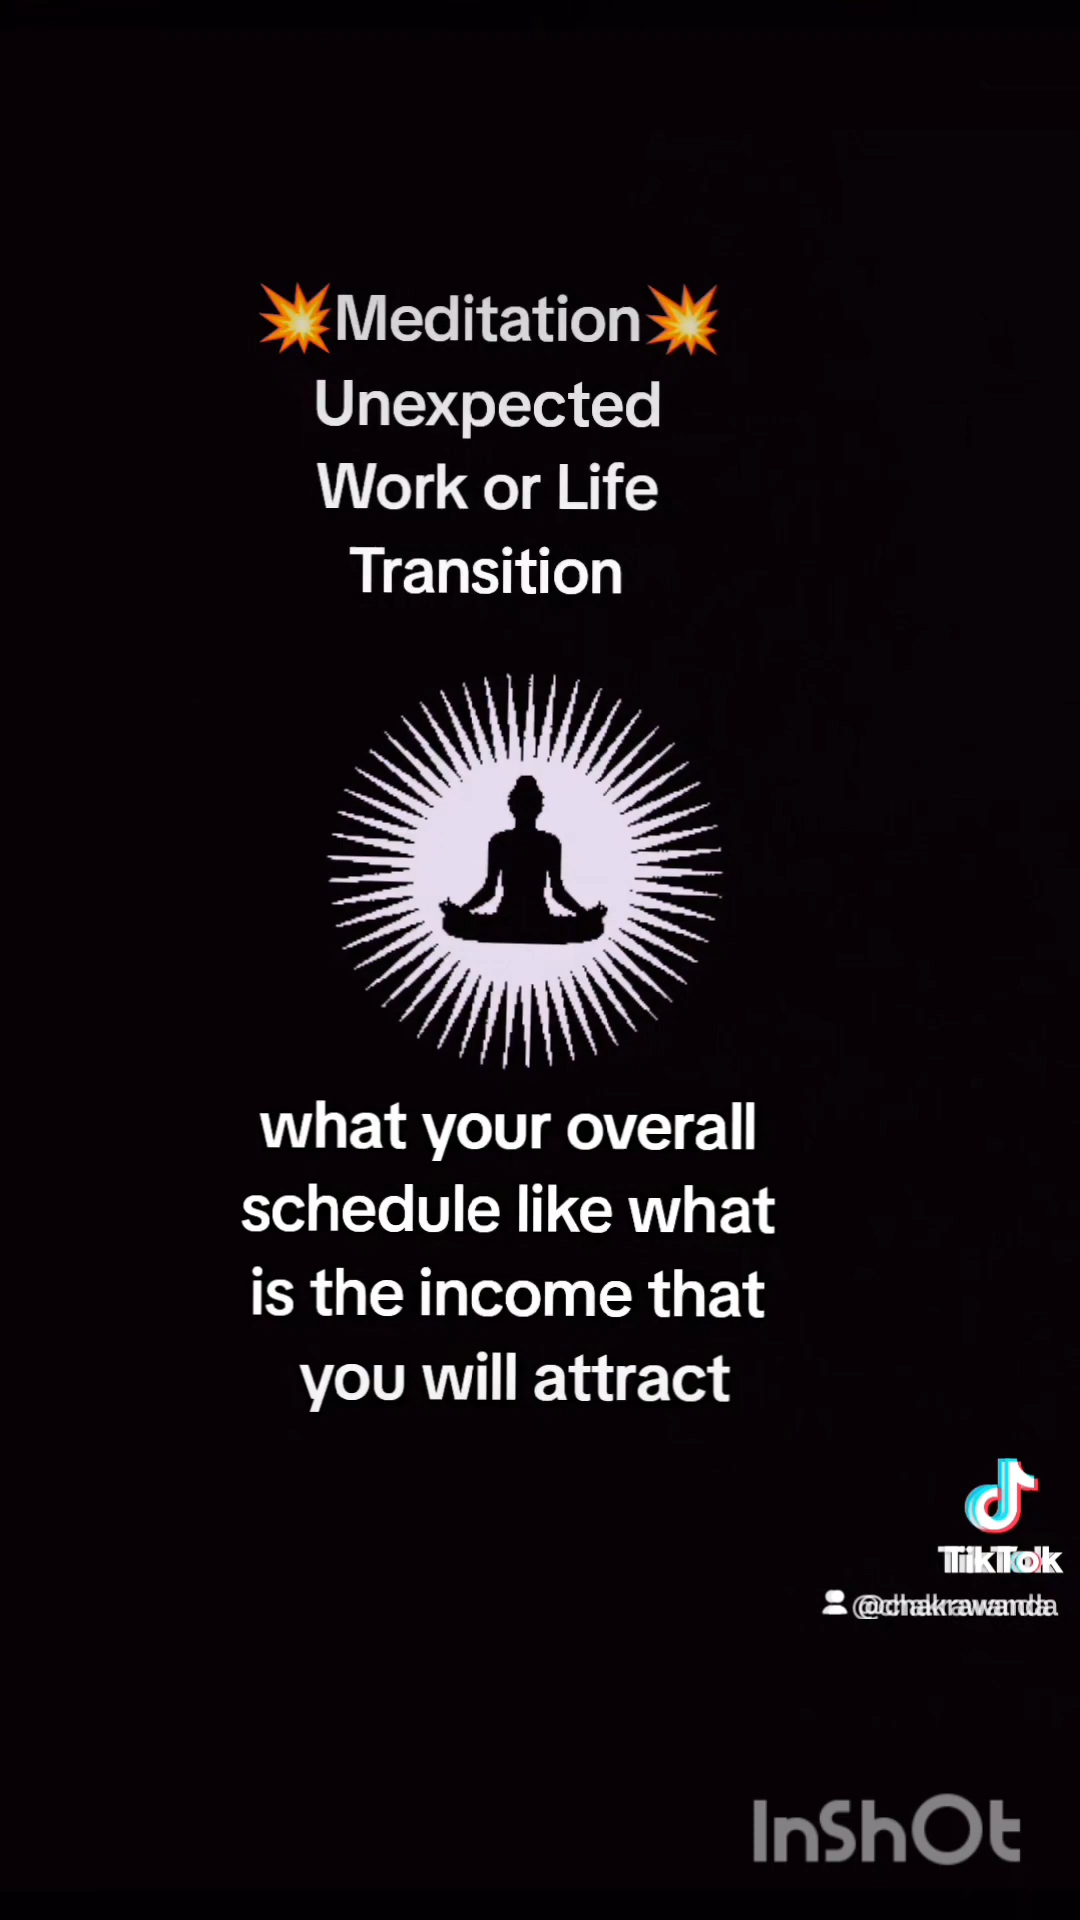 💥Meditation💥
Unexpected
Work or Life
Transition
what your overall
schedule like what
is the income that
you will attract
TikTok
@chakrawanda
InShOt